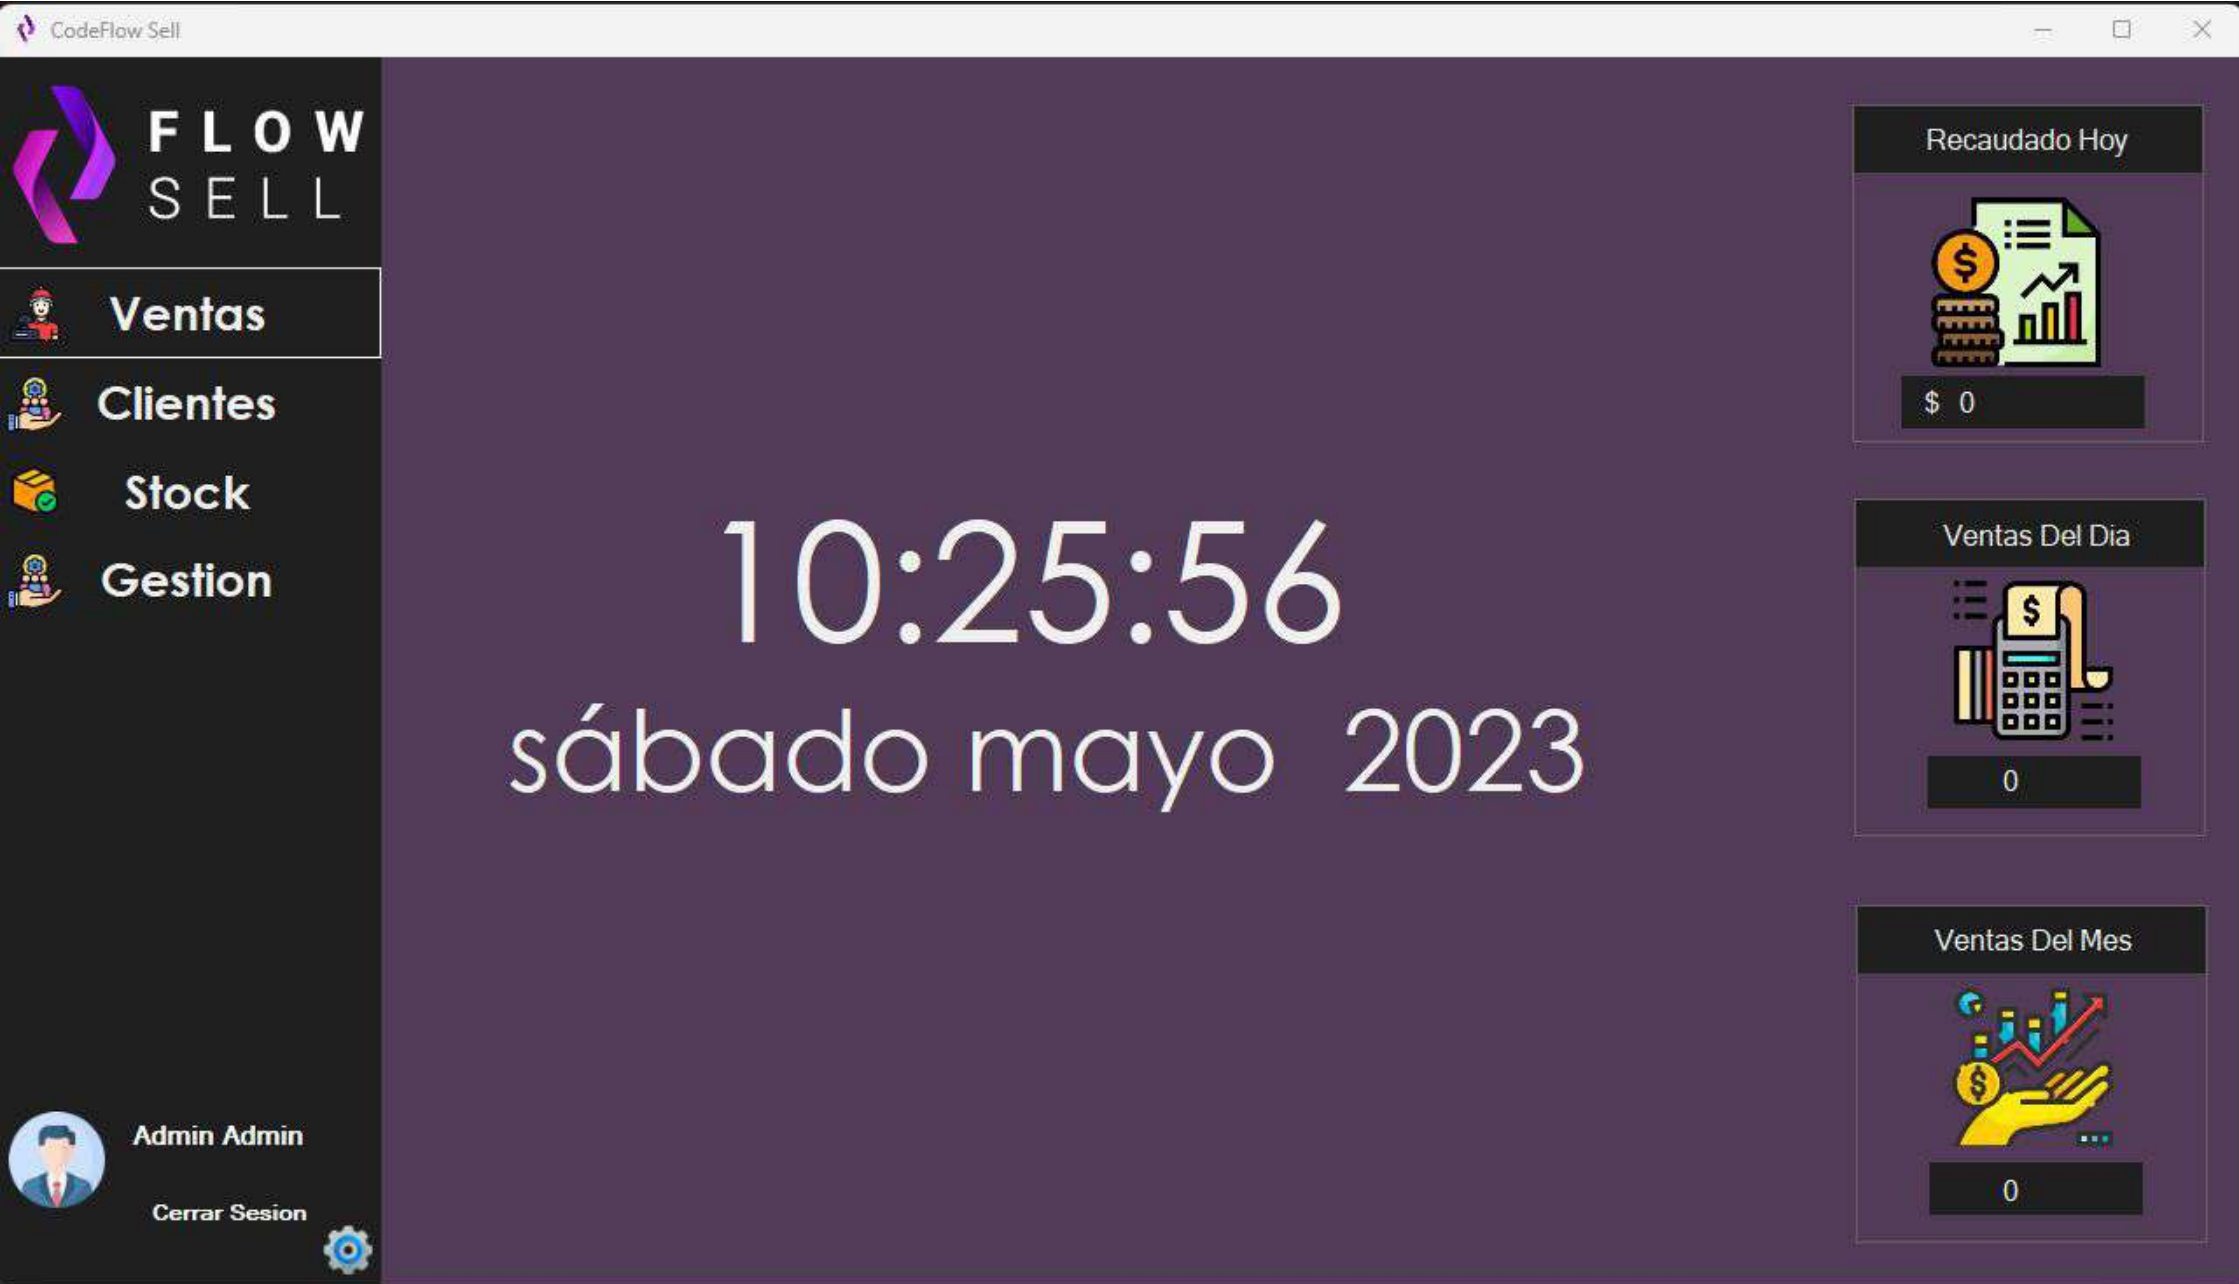 CodeFlow Sell
FLOW
SELL
Ventas
Clientes
Stock
Gestion
Admin Admin
Cerrar Sesion
10:25:56
sábado mayo 2023
Recaudado Hoy
$ 0
Ventas Del Dia
0
Ventas Del Mes
0